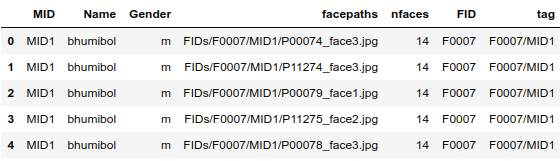 MID Name Gender facepaths nfaces FID tag
0 MID1 bhumibol m FIDs/F0007/MID1/P00074_face3.jpg 14 F0007 F0007/MID1
1 MID1 bhumibol m FIDs/F0007/MID1/P11274_face3.jpg 14 F0007 F0007/MID1
2 MID1 bhumibol m FIDs/F0007/MID1/P00079_face1.jpg 14 F0007 F0007/MID1
3 MID1 bhumibol m FIDs/F0007/MID1/P11275_face2.jpg 14 F0007 F0007/MID1
4 MID1 bhumibol m FIDs/F0007/MID1/P00078_face3.jpg 14 F0007 F0007/MID1